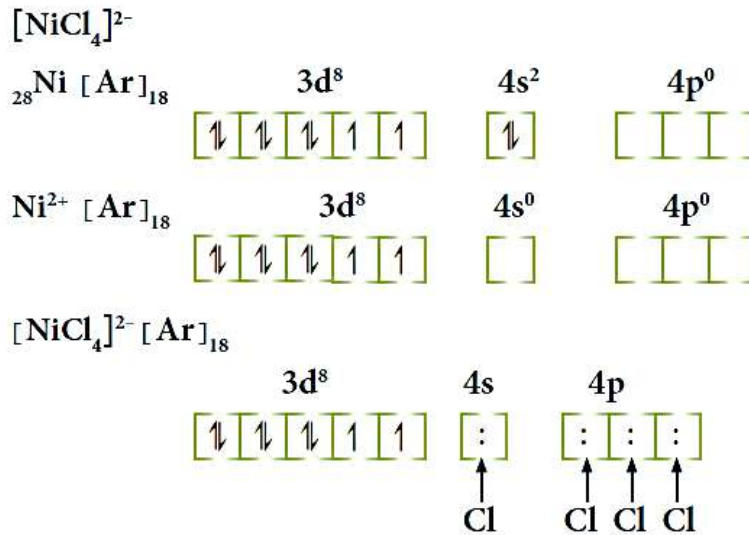 [NiCl₄]²⁻
₂₈Ni [Ar]₁₈ 3d⁸ 4s² 4p⁰
⥮ ⥮ ⥮ ↿ ↿ ⥮
Ni²⁺ [Ar]₁₈ 3d⁸ 4s⁰ 4p⁰
⥮ ⥮ ⥮ ↿ ↿
[NiCl₄]²⁻ [Ar]₁₈
3d⁸ 4s 4p
⥮ ⥮ ⥮ ↿ ↿ : : : :
Cl Cl Cl Cl